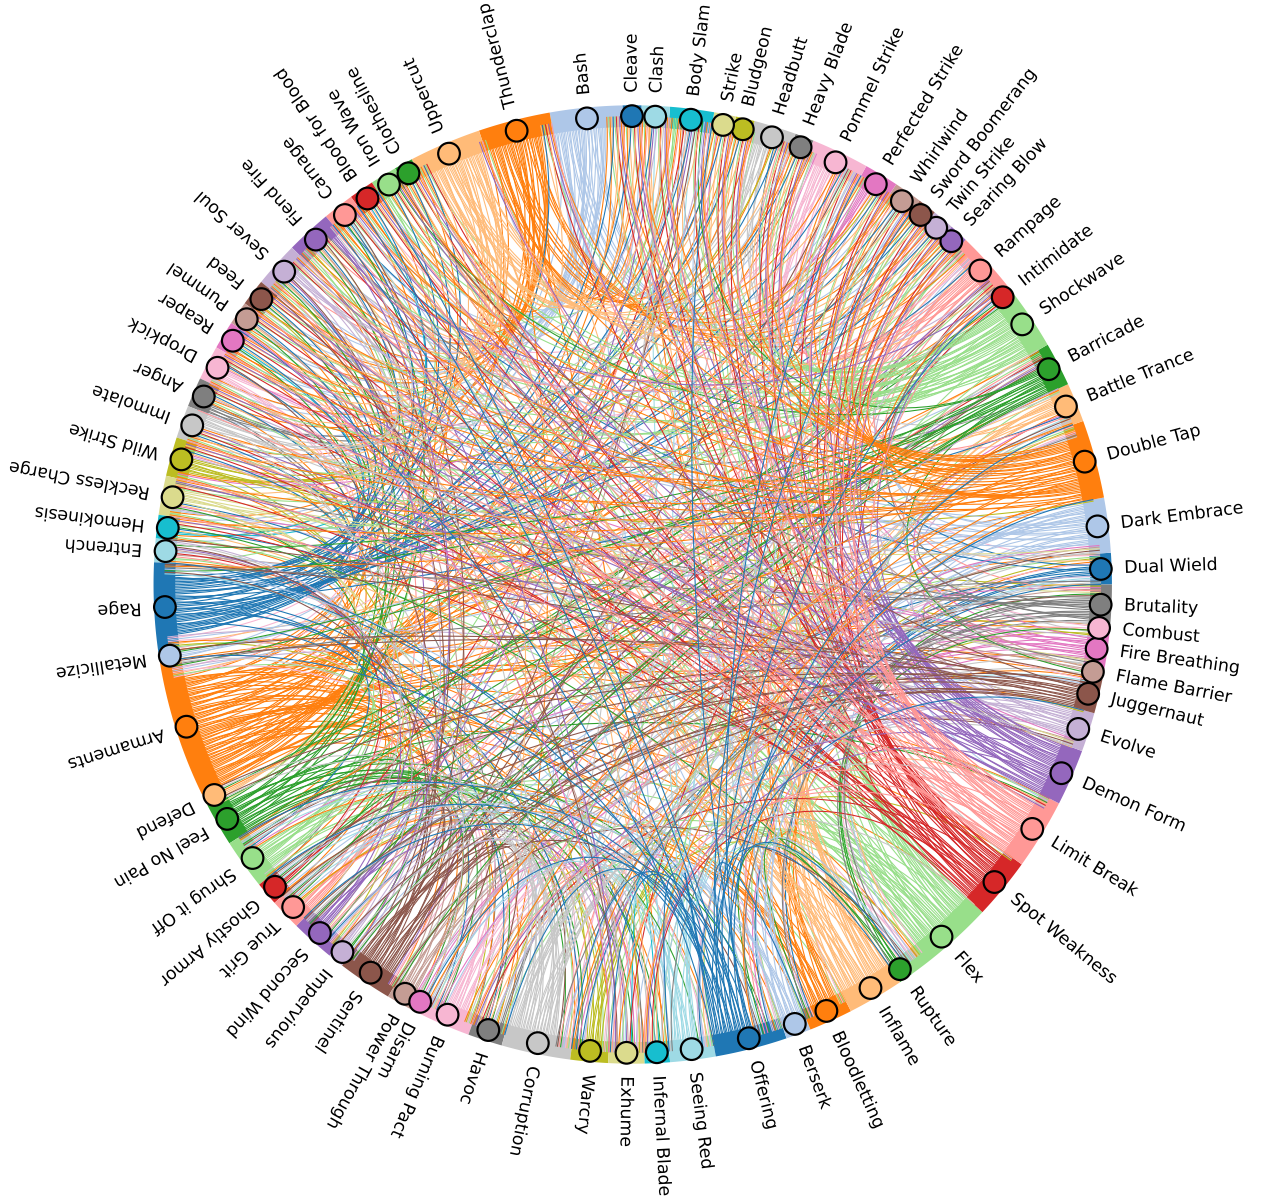 Thunderclap
Bash
Cleave
Clash
Body Slam
Strike
Bludgeon
Headbutt
Heavy Blade
Pommel Strike
Perfected Strike
Whirlwind
Sword Boomerang
Twin Strike
Searing Blow
Rampage
Intimidate
Shockwave
Barricade
Battle Trance
Double Tap
Dark Embrace
Dual Wield
Brutality
Combust
Fire Breathing
Flame Barrier
Juggernaut
Evolve
Demon Form
Limit Break
Spot Weakness
Flex
Rupture
Inflame
Bloodletting
Berserk
Offering
Seeing Red
Infernal Blade
Exhume
Warcry
Corruption
Havoc
Burning Pact
Disarm
Power Through
Sentinel
Impervious
Second Wind
True Grit
Ghostly Armor
Shrug it Off
Feel No Pain
Defend
Armaments
Metallicize
Rage
Entrench
Hemokinesis
Reckless Charge
Wild Strike
Immolate
Anger
Dropkick
Reaper
Pummel
Feed
Sever Soul
Fiend Fire
Carnage
Blood for Blood
Iron Wave
Clothesline
Uppercut